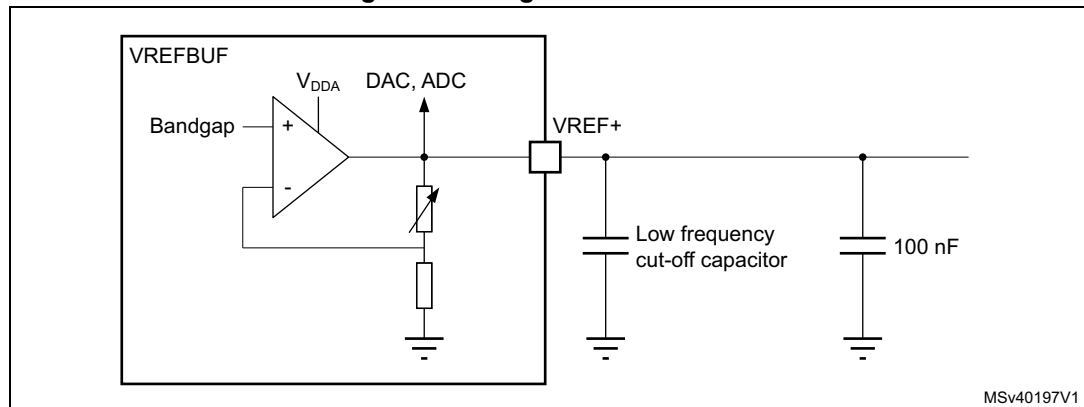 VREFBUF
V_DDA
DAC, ADC
Bandgap
+
-
VREF+
Low frequency
cut-off capacitor
100 nF
MSv40197V1